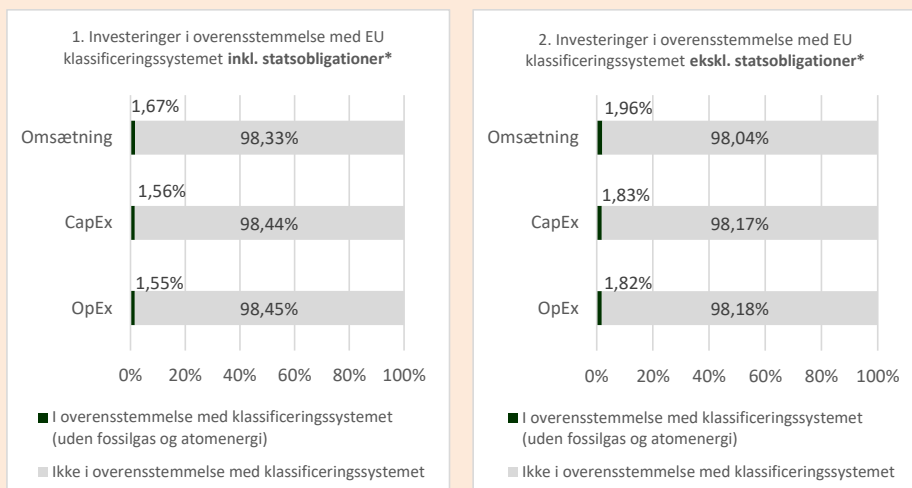 1. Investeringer i overensstemmelse med EU
klassificeringssystemet inkl. statsobligationer*
1,67%
Omsætning
98,33%
1,56%
CapEx
98,44%
1,55%
OpEx
98,45%
0% 20% 40% 60% 80% 100%
I overensstemmelse med klassificeringssystemet
(uden fossilgas og atomenergi)
Ikke i overensstemmelse med klassificeringssystemet
2. Investeringer i overensstemmelse med EU
klassificeringssystemet ekskl. statsobligationer*
1,96%
Omsætning
98,04%
1,83%
CapEx
98,17%
1,82%
OpEx
98,18%
0% 20% 40% 60% 80% 100%
I overensstemmelse med klassificeringssystemet
(uden fossilgas og atomenergi)
Ikke i overensstemmelse med klassificeringssystemet